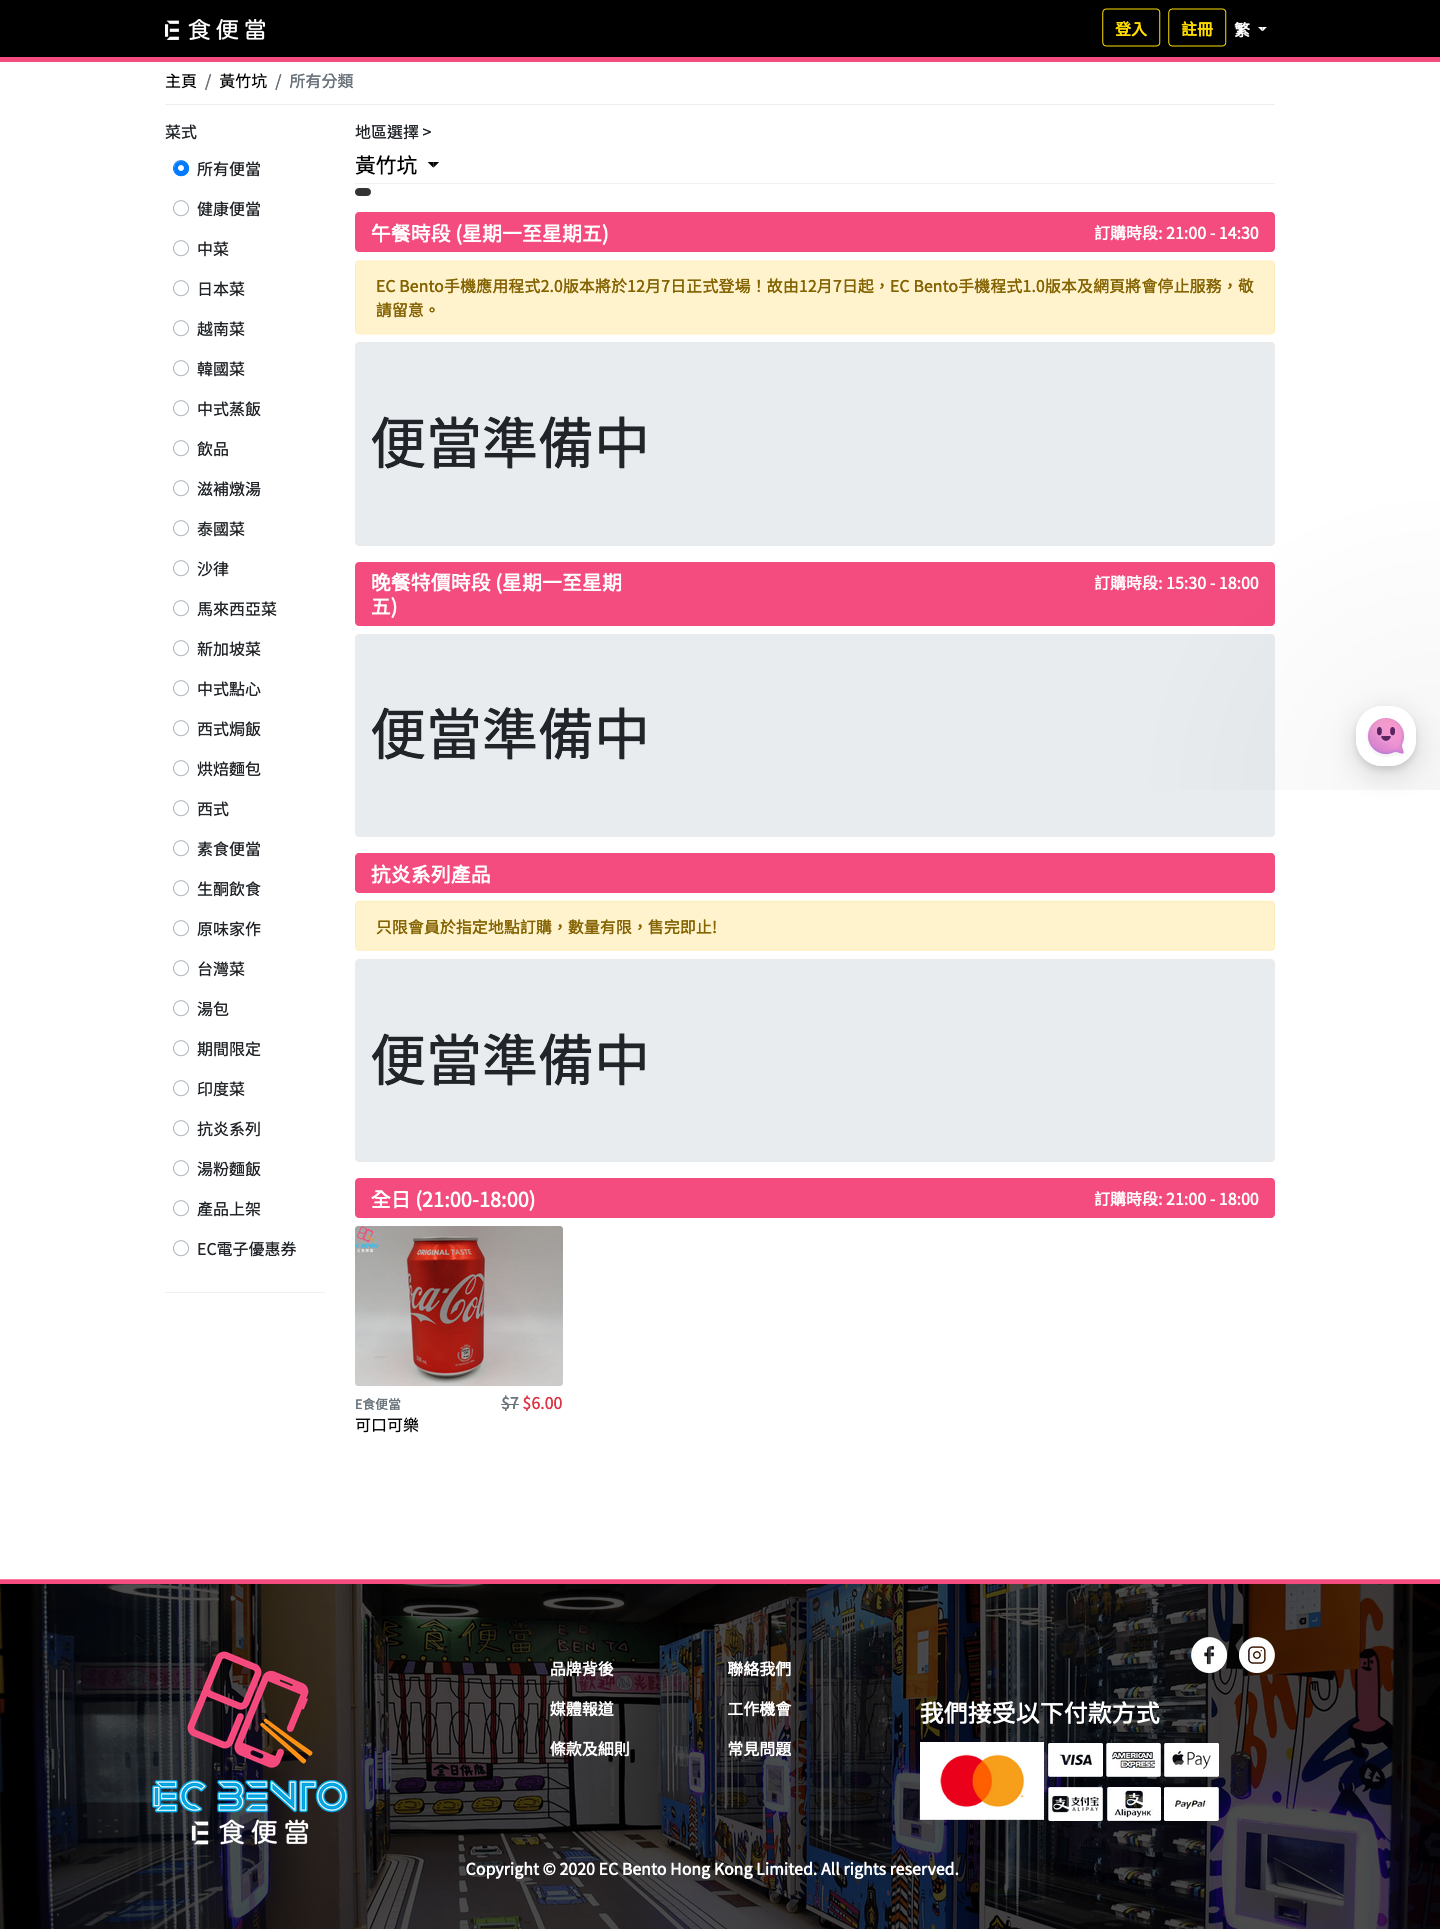 E食便當
登入
註冊
繁
主頁 / 黃竹坑 / 所有分類
菜式
所有便當
健康便當
中菜
日本菜
越南菜
韓國菜
中式蒸飯
飲品
滋補燉湯
泰國菜
沙律
馬來西亞菜
新加坡菜
中式點心
西式焗飯
烘焙麵包
西式
素食便當
生酮飲食
原味家作
台灣菜
湯包
期間限定
印度菜
抗炎系列
湯粉麵飯
產品上架
EC電子優惠券
地區選擇 >
黃竹坑
午餐時段 (星期一至星期五)
訂購時段: 21:00 - 14:30
EC Bento手機應用程式2.0版本將於12月7日正式登場！故由12月7日起，EC Bento手機程式1.0版本及網頁將會停止服務，敬
請留意。
便當準備中
晚餐特價時段 (星期一至星期
五)
訂購時段: 15:30 - 18:00
便當準備中
抗炎系列產品
只限會員於指定地點訂購，數量有限，售完即止!
便當準備中
全日 (21:00-18:00)
訂購時段: 21:00 - 18:00
ORIGINAL TASTE
Coca-Cola
E食便當
$7 $6.00
可口可樂
EC BENTO
E食便當
品牌背後
媒體報道
條款及細則
聯絡我們
工作機會
常見問題
我們接受以下付款方式
VISA
AMERICAN EXPRESS
Pay
支付宝
ALIPAY
AlipayHK
PayPal
食便當
EC
BENTO
全日供應
Copyright © 2020 EC Bento Hong Kong Limited. All rights reserved.